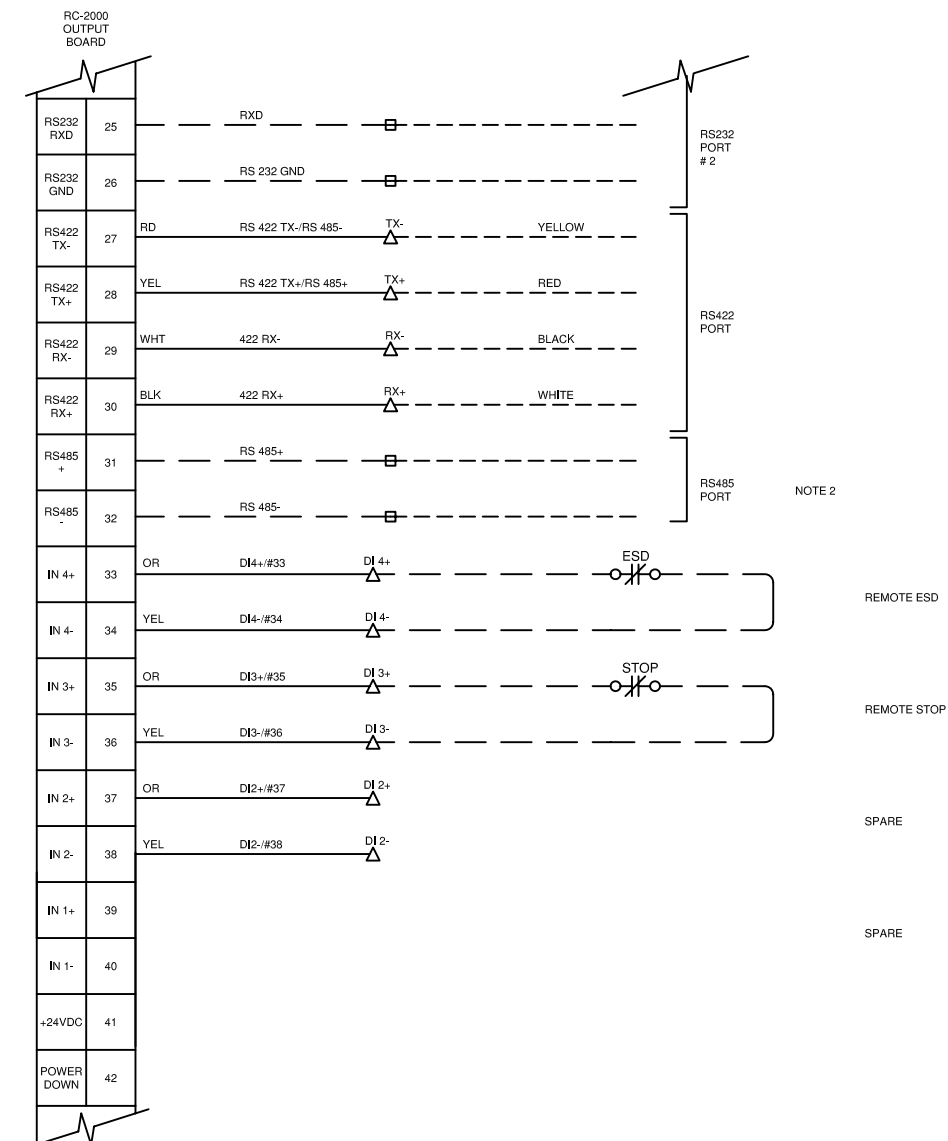 RC-2000
OUTPUT
BOARD
RS232
RXD
25
RXD
RS232
PORT
# 2
RS232
GND
26
RS 232 GND
RS422
TX-
27
RD
RS 422 TX-/RS 485-
TX-
YELLOW
RS422
TX+
28
YEL
RS 422 TX+/RS 485+
TX+
RED
RS422
PORT
RS422
RX-
29
WHT
422 RX-
RX-
BLACK
RS422
RX+
30
BLK
422 RX+
RX+
WHITE
RS485
+
31
RS 485+
RS485
PORT
NOTE 2
RS485
-
32
RS 485-
IN 4+
33
OR
DI4+/#33
DI 4+
ESD
REMOTE ESD
IN 4-
34
YEL
DI4-/#34
DI 4-
IN 3+
35
OR
DI3+/#35
DI 3+
STOP
REMOTE STOP
IN 3-
36
YEL
DI3-/#36
DI 3-
IN 2+
37
OR
DI2+/#37
DI 2+
SPARE
IN 2-
38
YEL
DI2-/#38
DI 2-
IN 1+
39
SPARE
IN 1-
40
+24VDC
41
POWER
DOWN
42